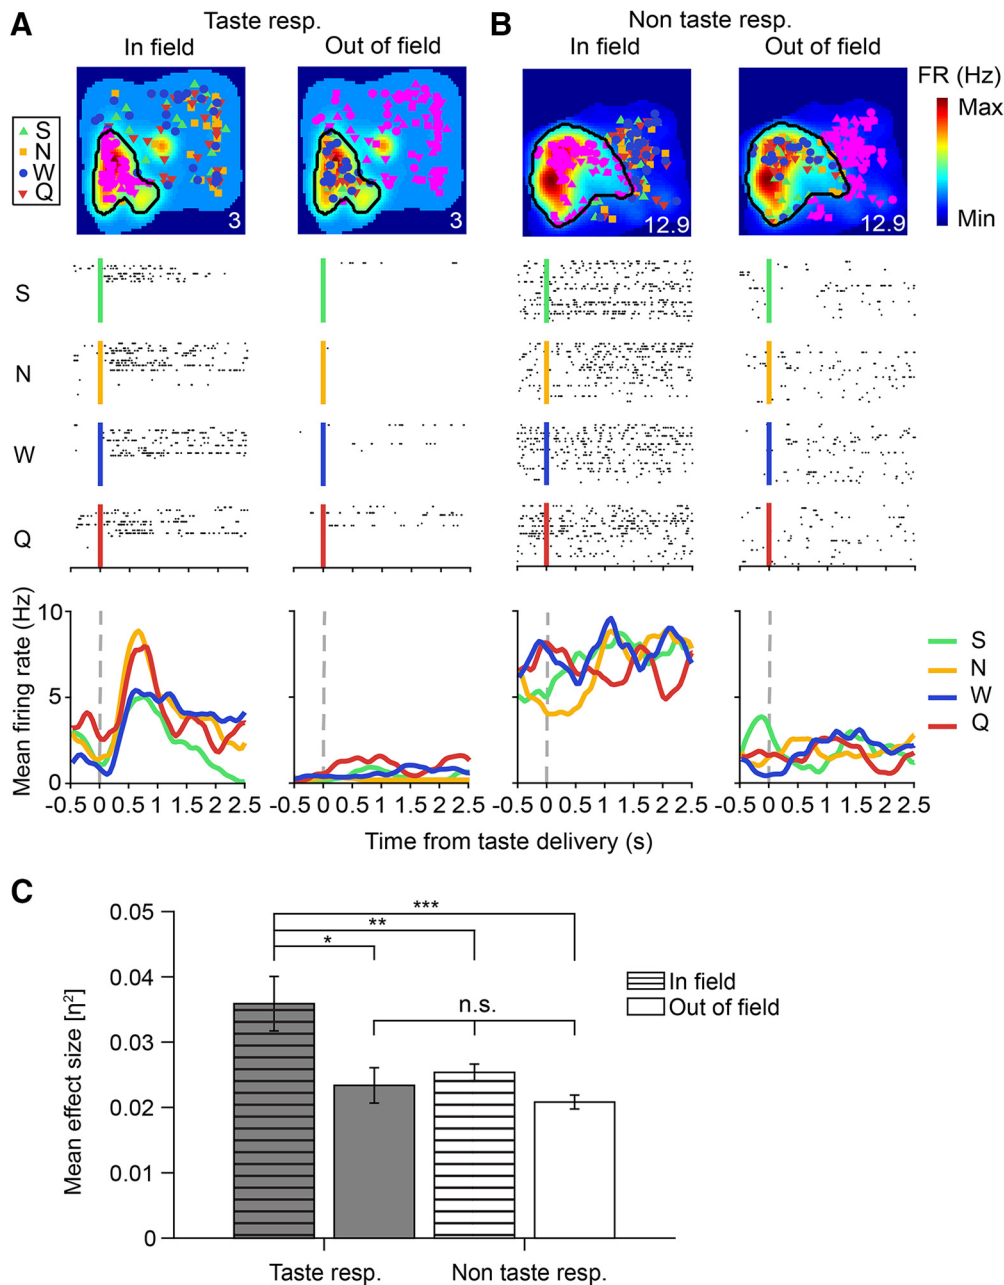 A
Taste resp.
In field
Out of field
B
Non taste resp.
In field
Out of field
FR (Hz)
Max
Min
S
N
W
Q
3
3
12.9
12.9
S
N
W
Q
Mean firing rate (Hz)
10
5
0
-0.5 0 0.5 1 1.5 2 2.5
-0.5 0 0.5 1 1.5 2 2.5
-0.5 0 0.5 1 1.5 2 2.5
-0.5 0 0.5 1 1.5 2 2.5
S
N
W
Q
Time from taste delivery (s)
C
Mean effect size [η²]
0.05
0.04
0.03
0.02
0.01
0
***
**
*
n.s.
In field
Out of field
Taste resp.
Non taste resp.